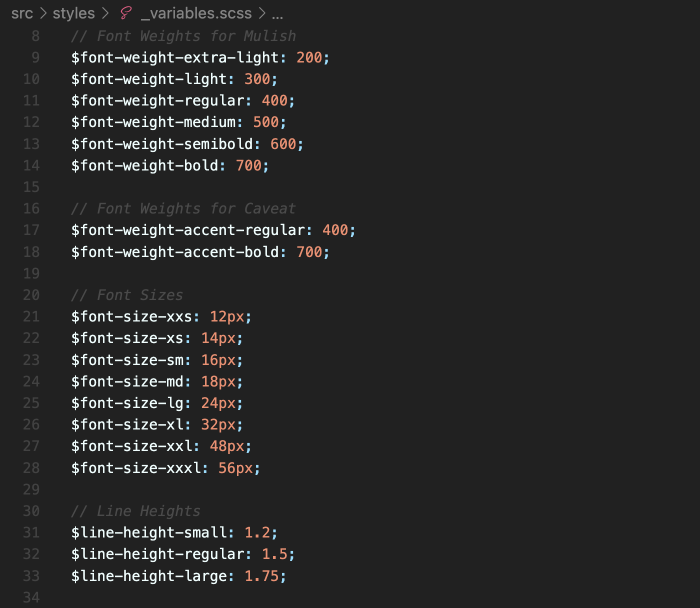 src > styles > _variables.scss > ...
8 // Font Weights for Mulish
9 $font-weight-extra-light: 200;
10 $font-weight-light: 300;
11 $font-weight-regular: 400;
12 $font-weight-medium: 500;
13 $font-weight-semibold: 600;
14 $font-weight-bold: 700;
15
16 // Font Weights for Caveat
17 $font-weight-accent-regular: 400;
18 $font-weight-accent-bold: 700;
19
20 // Font Sizes
21 $font-size-xxs: 12px;
22 $font-size-xs: 14px;
23 $font-size-sm: 16px;
24 $font-size-md: 18px;
25 $font-size-lg: 24px;
26 $font-size-xl: 32px;
27 $font-size-xxl: 48px;
28 $font-size-xxxl: 56px;
29
30 // Line Heights
31 $line-height-small: 1.2;
32 $line-height-regular: 1.5;
33 $line-height-large: 1.75;
34